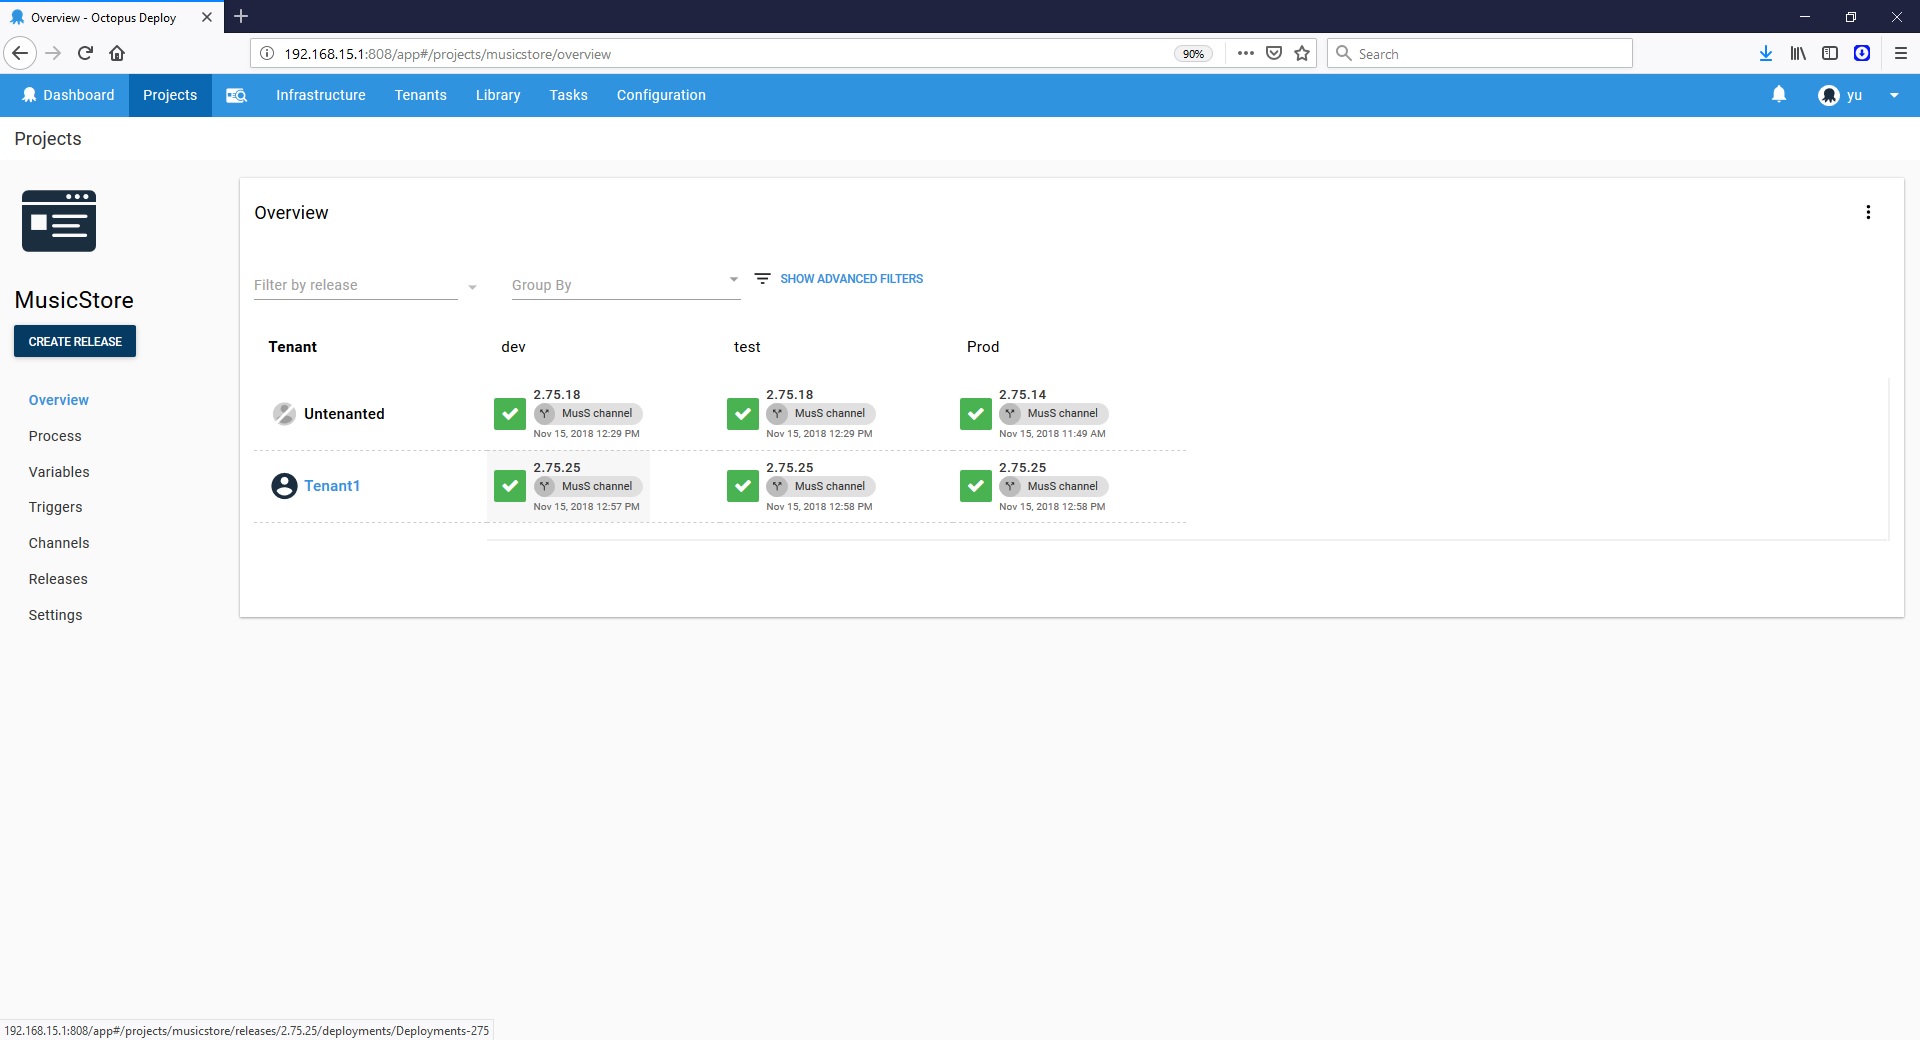 Overview - Octopus Deploy
192.168.15.1:808/app#/projects/musicstore/overview
90%
Search
Dashboard
Projects
Infrastructure
Tenants
Library
Tasks
Configuration
yu
Projects
MusicStore
CREATE RELEASE
Overview
Process
Variables
Triggers
Channels
Releases
Settings
Overview
Filter by release
Group By
SHOW ADVANCED FILTERS
Tenant
dev
test
Prod
Untenanted
2.75.18
MusS channel
Nov 15, 2018 12:29 PM
2.75.18
MusS channel
Nov 15, 2018 12:29 PM
2.75.14
MusS channel
Nov 15, 2018 11:49 AM
Tenant1
2.75.25
MusS channel
Nov 15, 2018 12:57 PM
2.75.25
MusS channel
Nov 15, 2018 12:58 PM
2.75.25
MusS channel
Nov 15, 2018 12:58 PM
192.168.15.1:808/app#/projects/musicstore/releases/2.75.25/deployments/Deployments-275